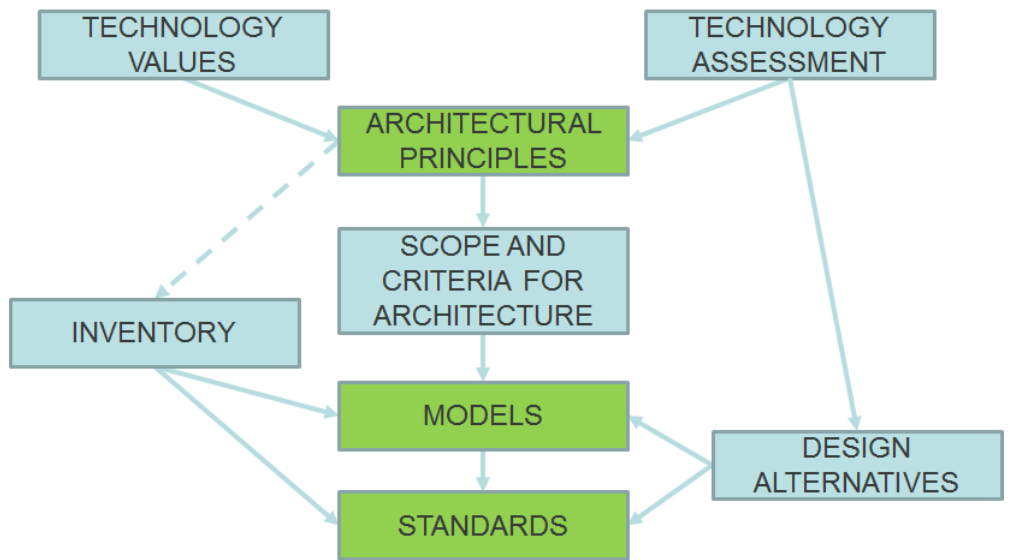 TECHNOLOGY
VALUES
TECHNOLOGY
ASSESSMENT
ARCHITECTURAL
PRINCIPLES
SCOPE AND
CRITERIA FOR
ARCHITECTURE
INVENTORY
MODELS
DESIGN
ALTERNATIVES
STANDARDS